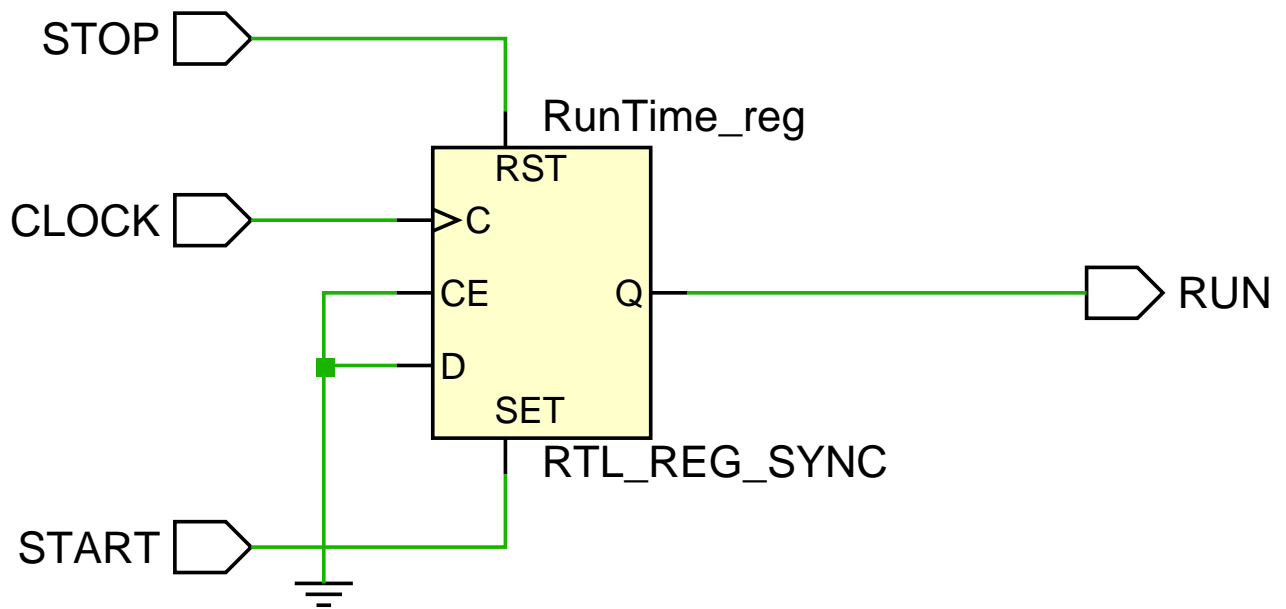 STOP
RunTime_reg
RST
CLOCK
C
CE
Q
RUN
D
SET
RTL_REG_SYNC
START